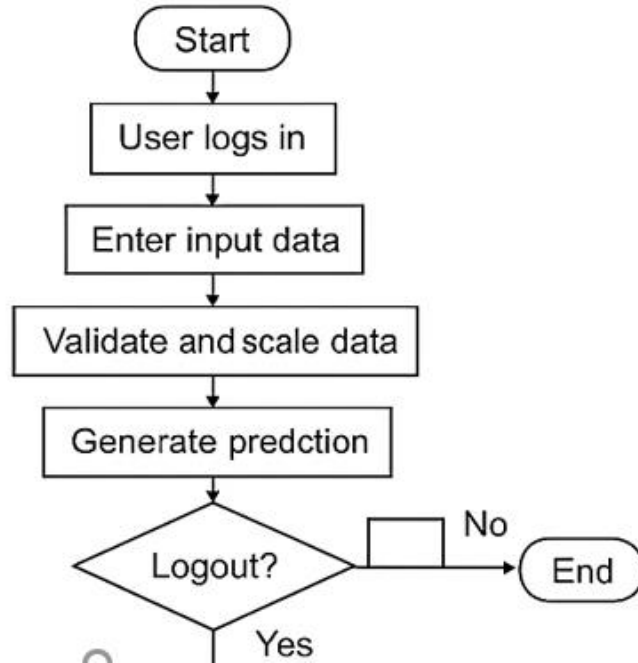 Start
User logs in
Enter input data
Validate and scale data
Generate predction
Logout?
No
End
Yes